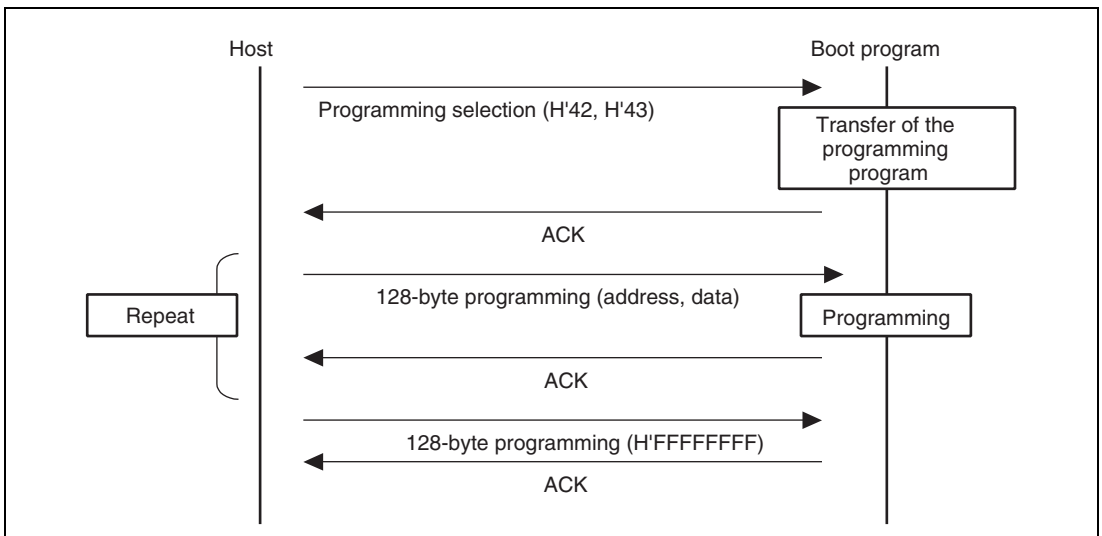 Host
Boot program
Programming selection (H'42, H'43)
Transfer of the
programming
program
ACK
128-byte programming (address, data)
Repeat
Programming
ACK
128-byte programming (H'FFFFFFFF)
ACK